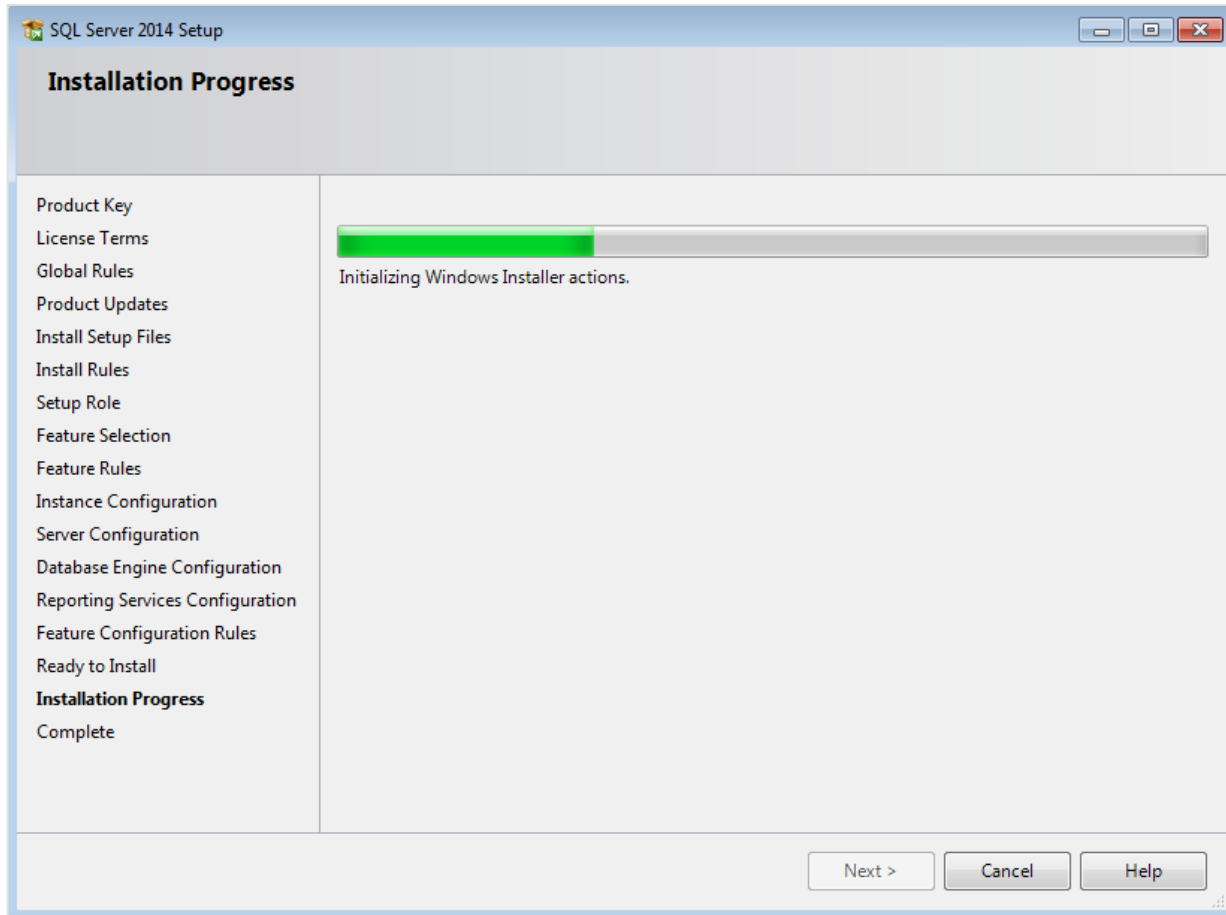 SQL Server 2014 Setup
Installation Progress
Product Key
License Terms
Global Rules
Product Updates
Install Setup Files
Install Rules
Setup Role
Feature Selection
Feature Rules
Instance Configuration
Server Configuration
Database Engine Configuration
Reporting Services Configuration
Feature Configuration Rules
Ready to Install
Installation Progress
Complete
Initializing Windows Installer actions.
Next >
Cancel
Help